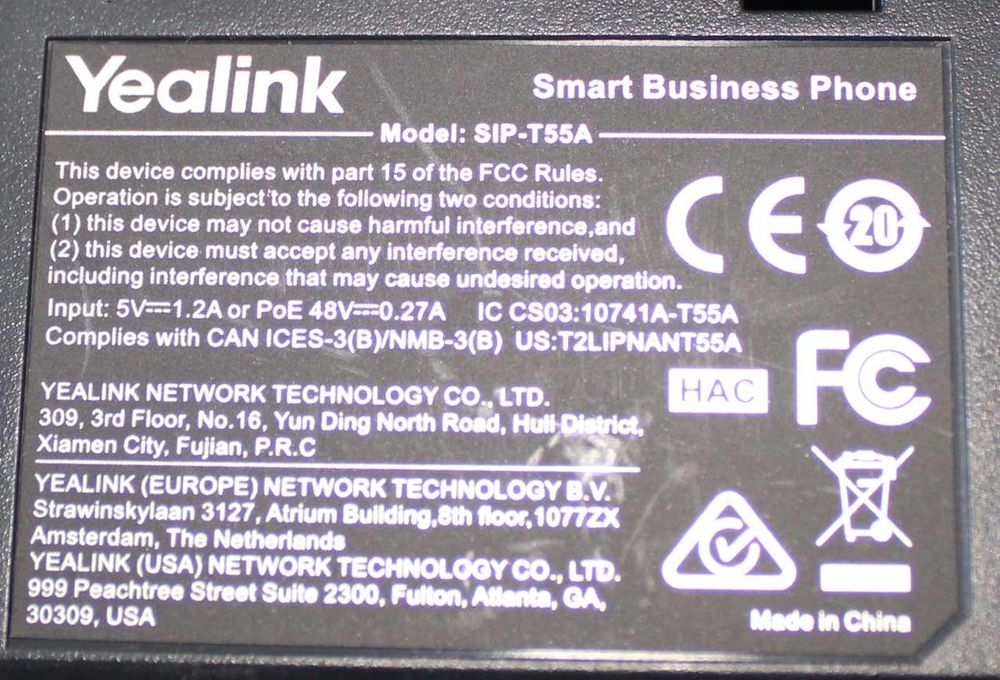 Yealink
Smart Business Phone
Model: SIP-T55A
This device complies with part 15 of the FCC Rules.
Operation is subject to the following two conditions:
(1) this device may not cause harmful interference,and
(2) this device must accept any interference received,
including interference that may cause undesired operation.
Input: 5V⎓1.2A or PoE 48V⎓0.27A IC CS03:10741A-T55A
Complies with CAN ICES-3(B)/NMB-3(B) US:T2LIPNANT55A
CE 20
FC
HAC
YEALINK NETWORK TECHNOLOGY CO., LTD.
309, 3rd Floor, No.16, Yun Ding North Road, Huli District,
Xiamen City, Fujian, P.R.C
YEALINK (EUROPE) NETWORK TECHNOLOGY B.V.
Strawinskylaan 3127, Atrium Building,8th floor,1077ZX
Amsterdam, The Netherlands
YEALINK (USA) NETWORK TECHNOLOGY CO., LTD.
999 Peachtree Street Suite 2300, Fulton, Atlanta, GA,
30309, USA
Made in China